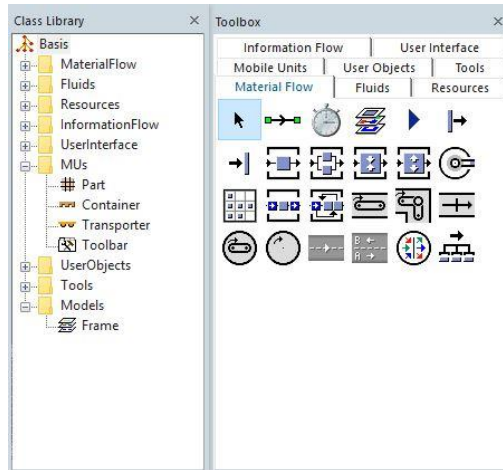 Class Library
Basis
MaterialFlow
Fluids
Resources
InformationFlow
UserInterface
MUs
Part
Container
Transporter
Toolbar
UserObjects
Tools
Models
Frame
Toolbox
Information Flow User Interface
Mobile Units User Objects Tools
Material Flow Fluids Resources
B
A